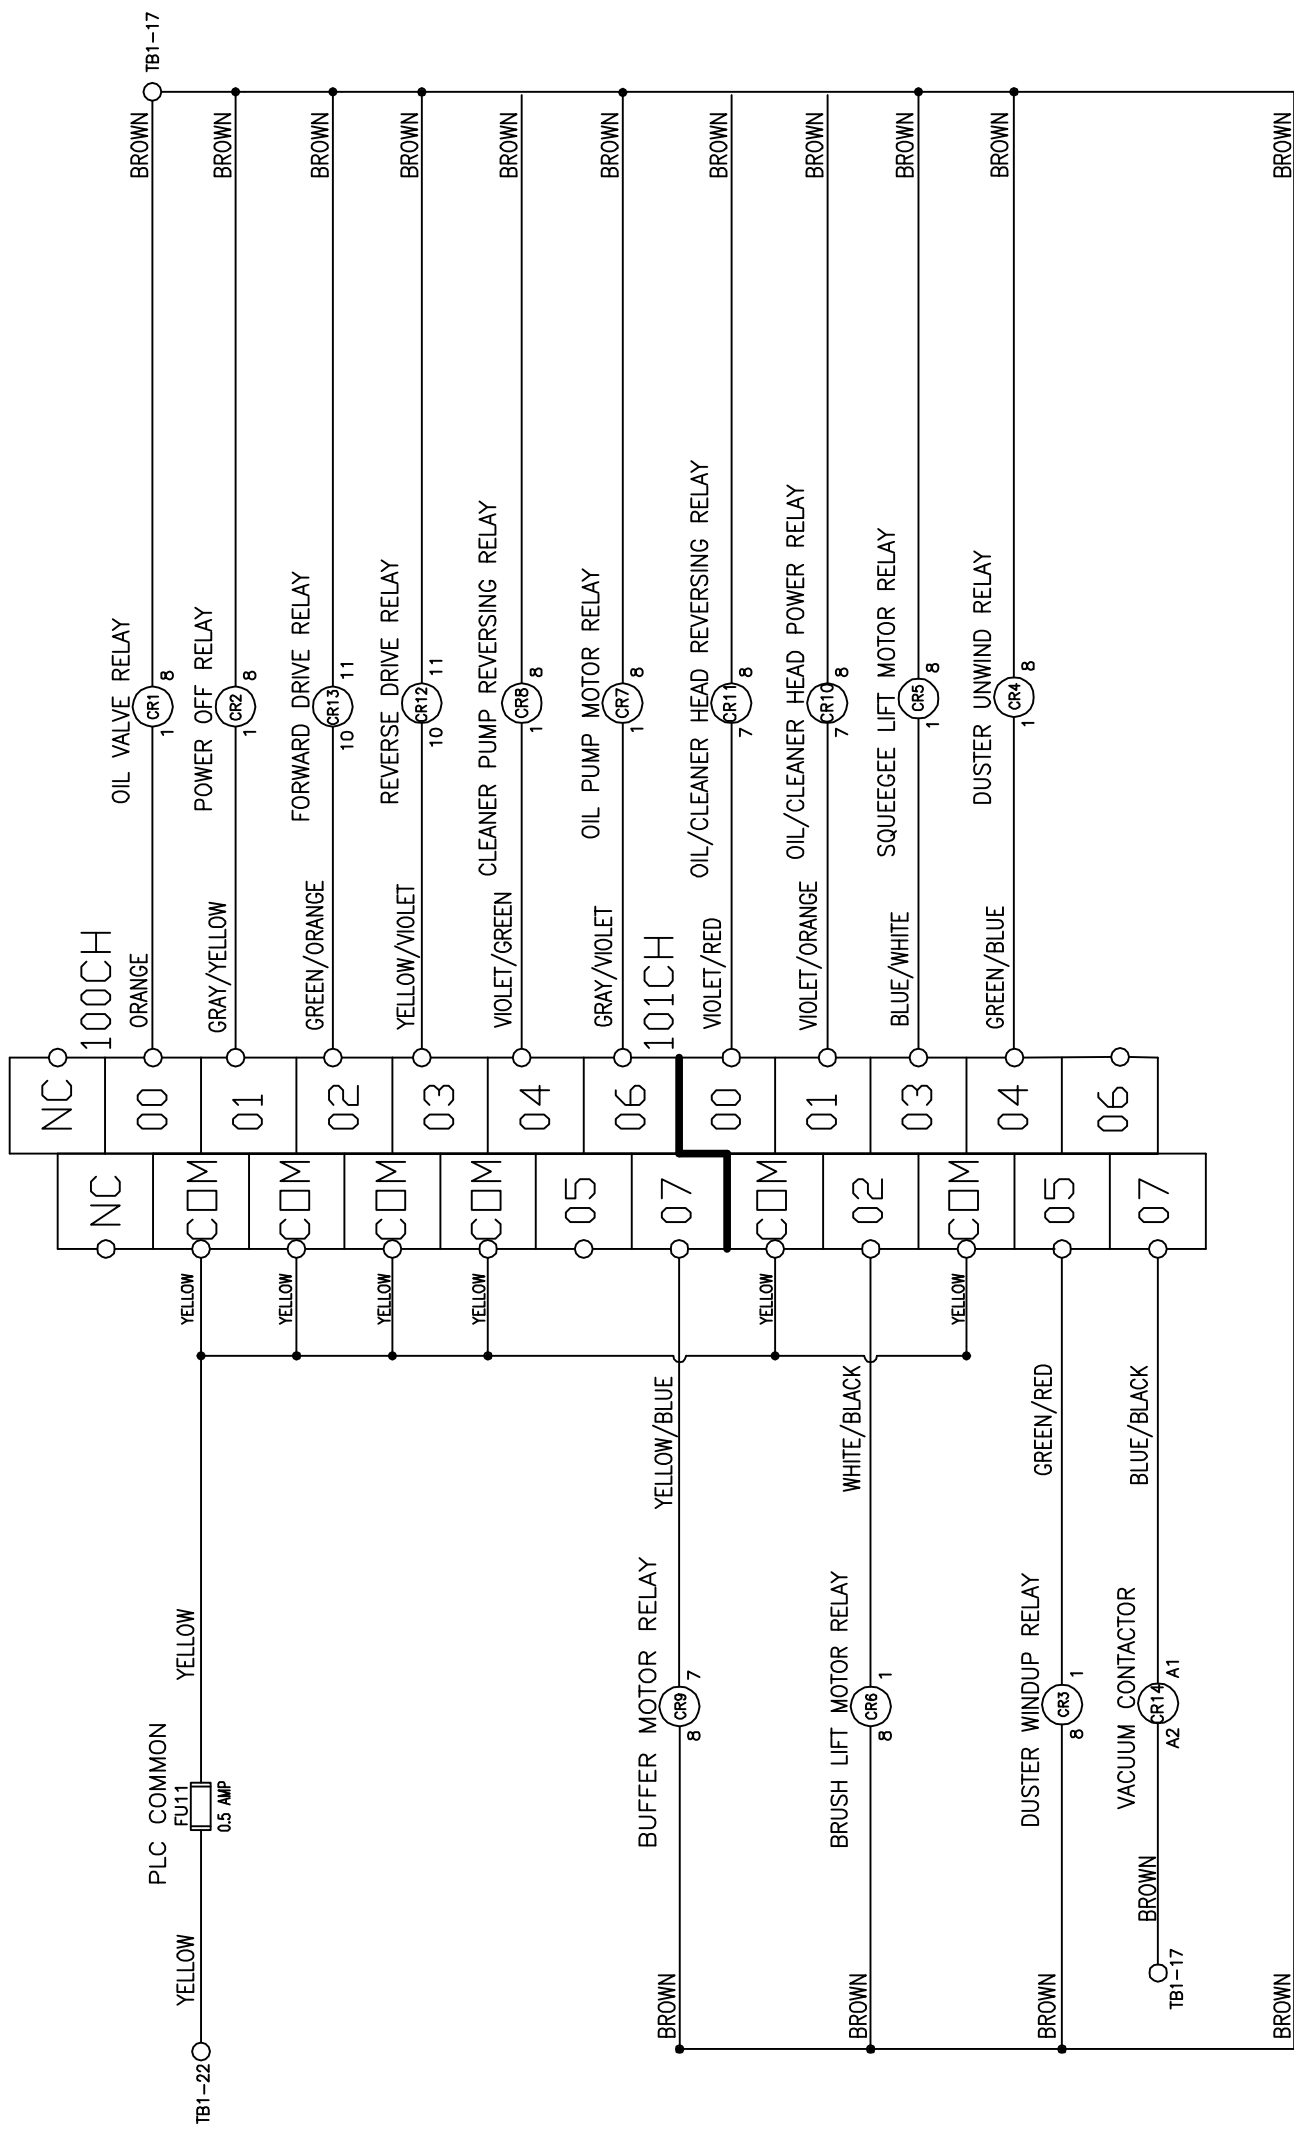 TB1-17
BROWN
BROWN
BROWN
BROWN
BROWN
BROWN
BROWN
BROWN
BROWN
BROWN
BROWN
OIL VALVE RELAY
1 CR1 8
POWER OFF RELAY
1 CR2 8
FORWARD DRIVE RELAY
10 CR13 11
REVERSE DRIVE RELAY
10 CR12 11
CLEANER PUMP REVERSING RELAY
1 CR8 8
OIL PUMP MOTOR RELAY
1 CR7 8
OIL/CLEANER HEAD REVERSING RELAY
7 CR11 8
OIL/CLEANER HEAD POWER RELAY
7 CR10 8
SQUEEGEE LIFT MOTOR RELAY
1 CR5 8
DUSTER UNWIND RELAY
1 CR4 8
100CH
ORANGE
GRAY/YELLOW
GREEN/ORANGE
YELLOW/VIOLET
VIOLET/GREEN
GRAY/VIOLET
101CH
VIOLET/RED
VIOLET/ORANGE
BLUE/WHITE
GREEN/BLUE
NC
00
01
02
03
04
06
00
01
03
04
06
NC
COM
COM
COM
COM
05
07
COM
02
COM
05
07
YELLOW
YELLOW
YELLOW
YELLOW
YELLOW
YELLOW
YELLOW/BLUE
WHITE/BLACK
GREEN/RED
BLUE/BLACK
YELLOW
PLC COMMON
FU11
0.5 AMP
YELLOW
TB1-22
BUFFER MOTOR RELAY
8 CR9 7
BRUSH LIFT MOTOR RELAY
8 CR6 1
DUSTER WINDUP RELAY
8 CR3 1
VACUUM CONTACTOR
A2 CR14 A1
BROWN
TB1-17
BROWN
BROWN
BROWN
BROWN